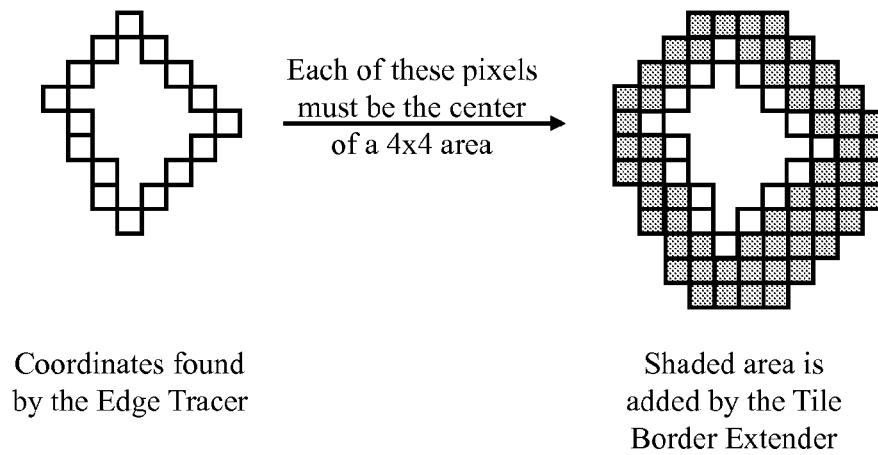 Each of these pixels
must be the center
of a 4x4 area
Coordinates found
by the Edge Tracer
Shaded area is
added by the Tile
Border Extender